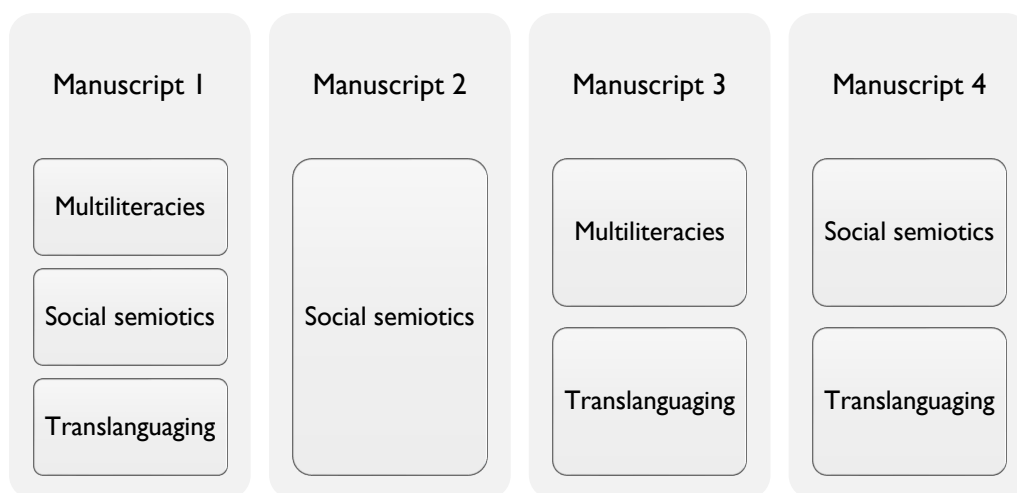 Manuscript 1
Multiliteracies
Social semiotics
Translanguaging
Manuscript 2
Social semiotics
Manuscript 3
Multiliteracies
Translanguaging
Manuscript 4
Social semiotics
Translanguaging